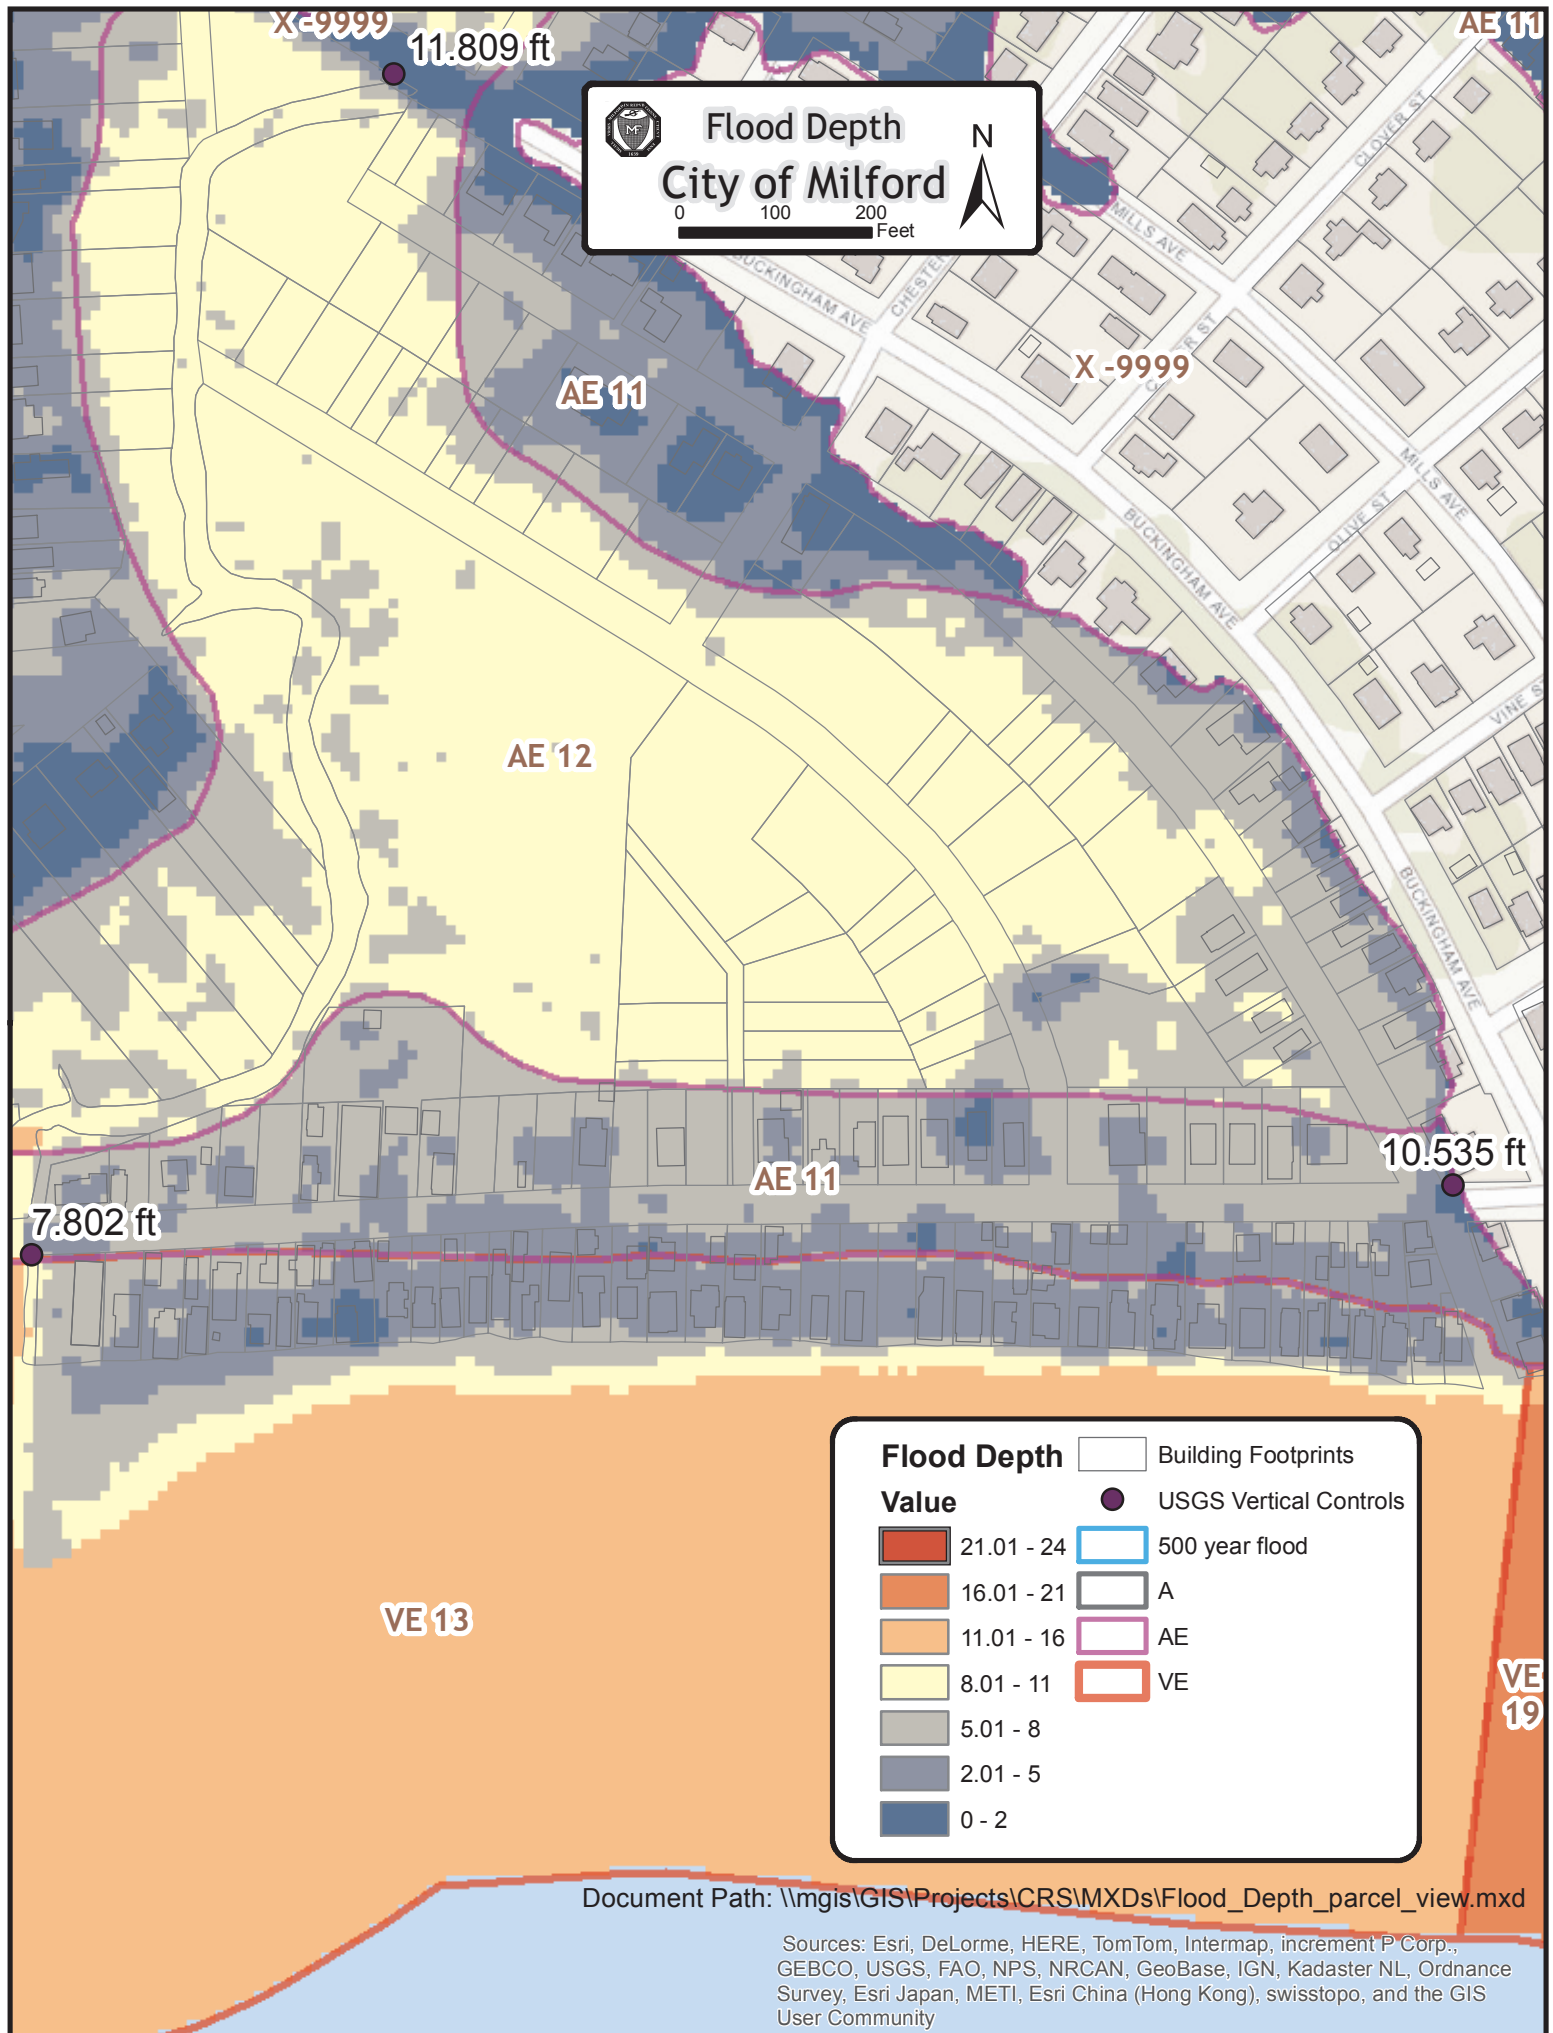 X -9999
11.809 ft
AE 11
Flood Depth
City of Milford
N
0 100 200
Feet
CLOVER ST
MILLS AVE
BUCKINGHAM AVE
X -9999
AE 11
MILLS AVE
OLIVE ST
BUCKINGHAM AVE
VINE S
AE 12
BUCKINGHAM AVE
10.535 ft
AE 11
7.802 ft
Flood Depth
Value
21.01 - 24
16.01 - 21
11.01 - 16
8.01 - 11
5.01 - 8
2.01 - 5
0 - 2
Building Footprints
USGS Vertical Controls
500 year flood
A
AE
VE
VE 13
VE
19
Document Path: \\mgis\GIS\Projects\CRS\MXDs\Flood_Depth_parcel_view.mxd
Sources: Esri, DeLorme, HERE, TomTom, Intermap, increment P Corp.,
GEBCO, USGS, FAO, NPS, NRCAN, GeoBase, IGN, Kadaster NL, Ordnance
Survey, Esri Japan, METI, Esri China (Hong Kong), swisstopo, and the GIS
User Community